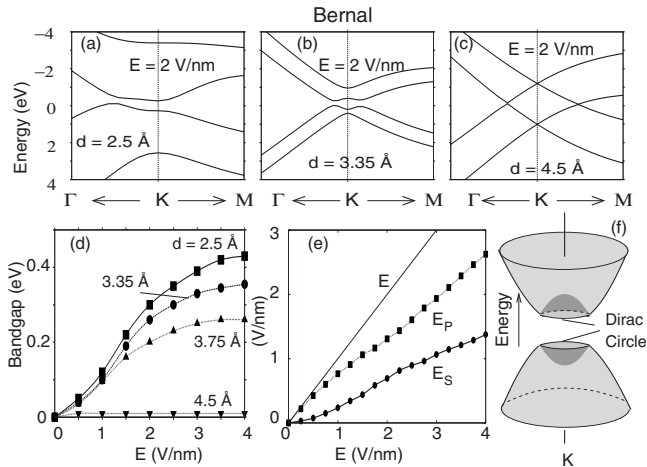 Bernal
(a)
E = 2 V/nm
d = 2.5 Å
(b)
E = 2 V/nm
d = 3.35 Å
(c)
E = 2 V/nm
d = 4.5 Å
Energy (eV)
−4
−2
0
2
4
Γ ← K → M
← K → M
← K → M
(d)
d = 2.5 Å
3.35 Å
3.75 Å
4.5 Å
Bandgap (eV)
0.4
0.2
0
0 1 2 3 4
E (V/nm)
(e)
E
E_P
E_S
(V/nm)
3
2
1
0
0 1 2 3 4
E (V/nm)
(f)
Energy
Dirac
Circle
K